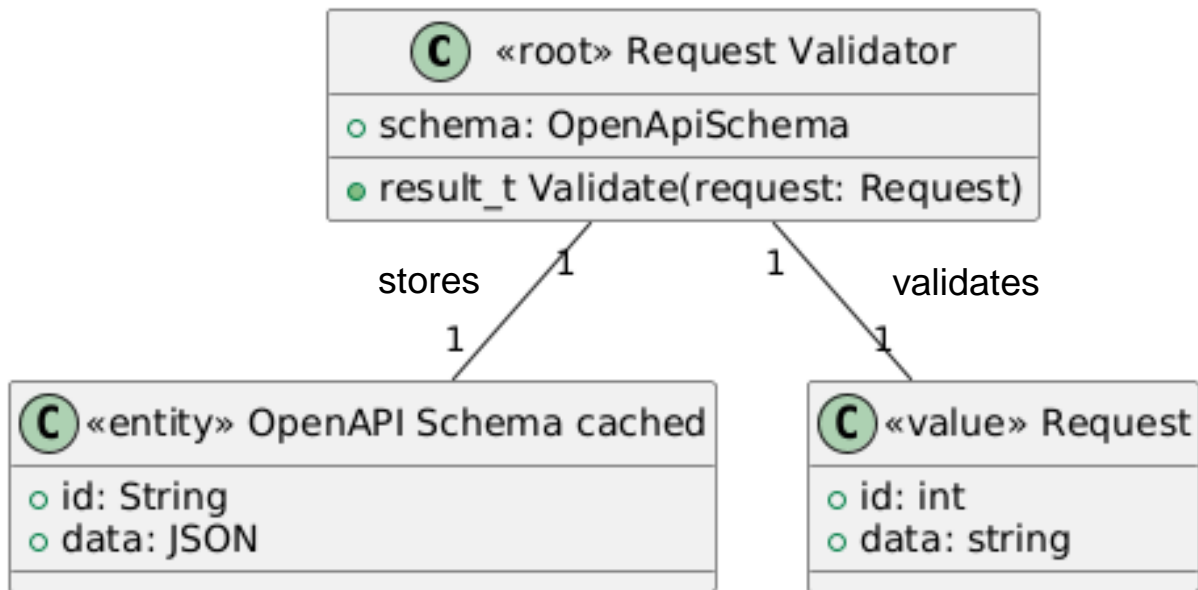 C «root» Request Validator
schema: OpenApiSchema
result_t Validate(request: Request)
1 1
stores validates
1 1
C «entity» OpenAPI Schema cached
id: String
data: JSON
C «value» Request
id: int
data: string